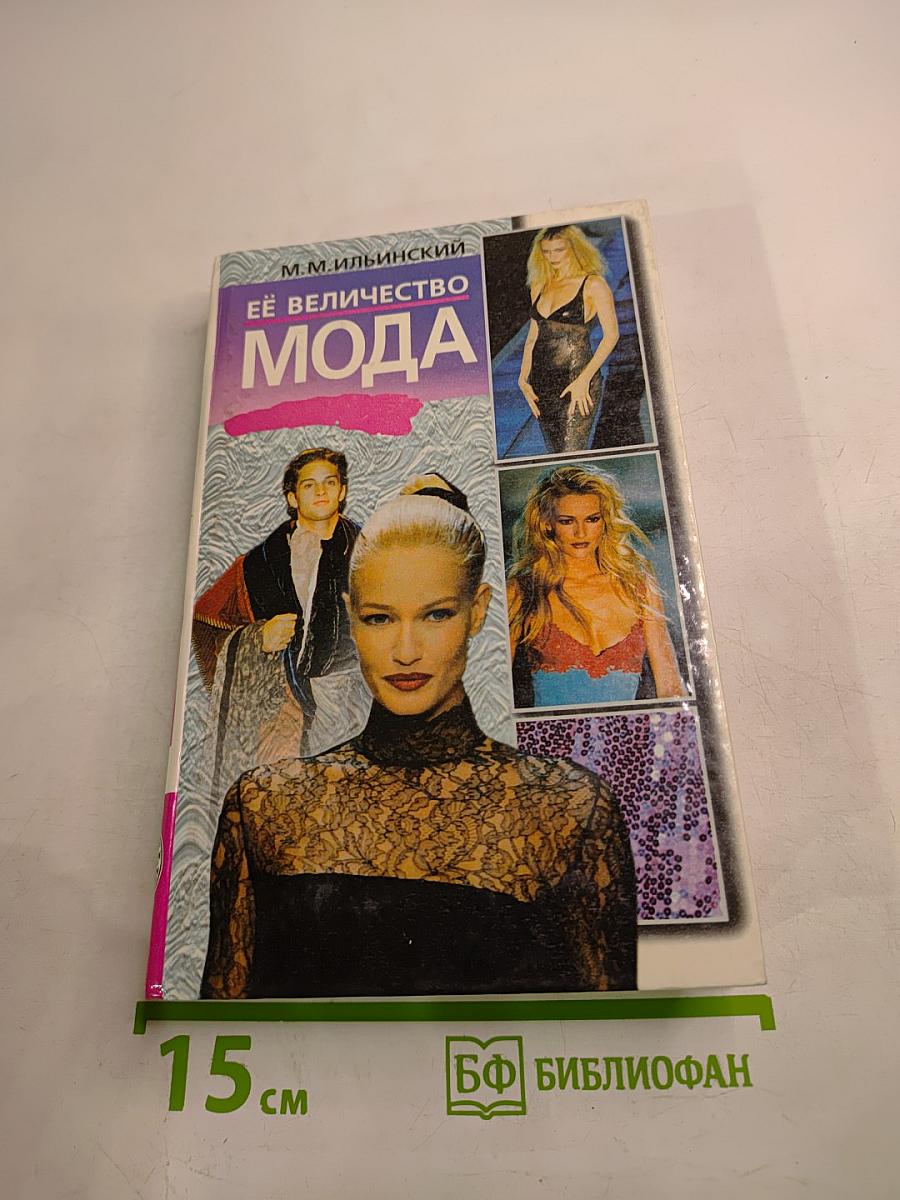 М.М.ИЛЬИНСКИЙ
ЕЁ ВЕЛИЧЕСТВО
МОДА
15 см
БФ БИБЛИОФАН